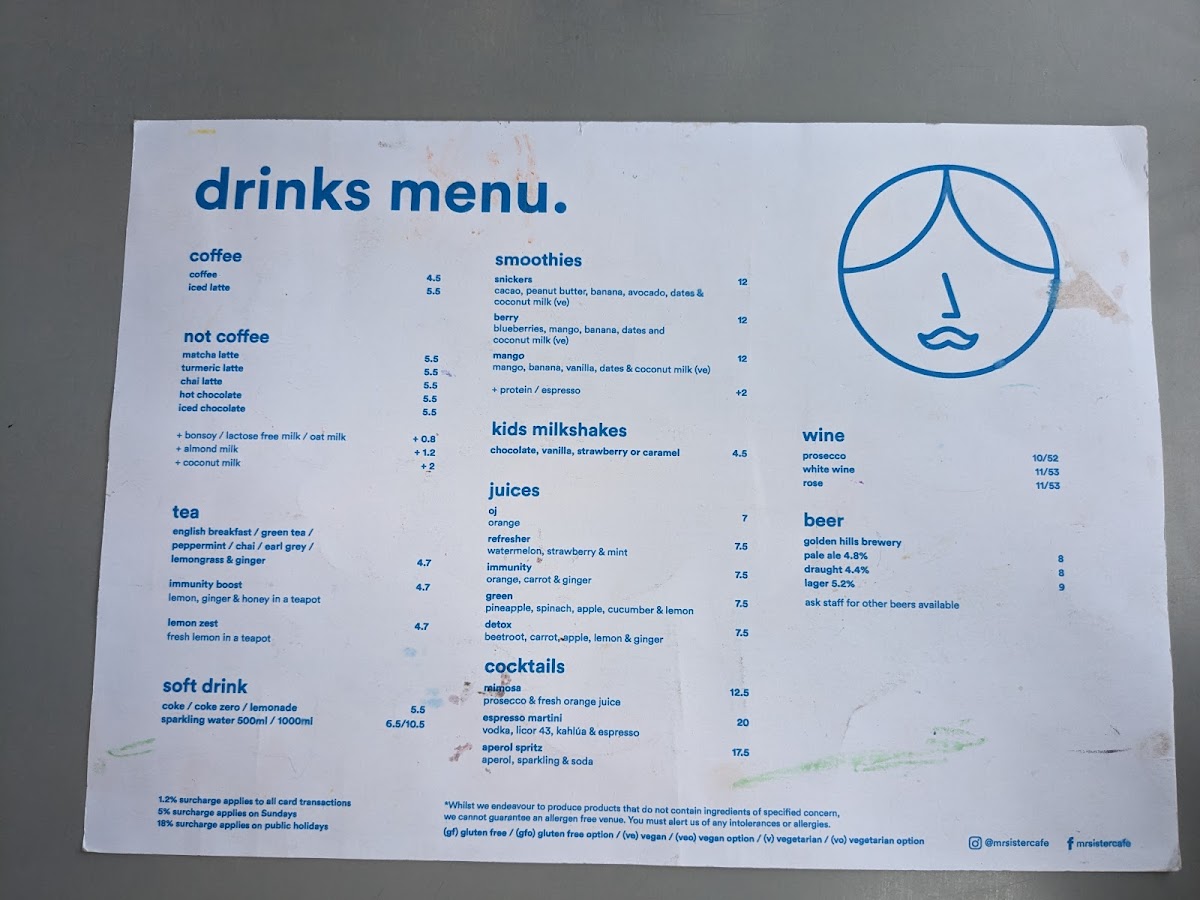 drinks menu.
coffee
coffee 4.5
iced latte 5.5
not coffee
matcha latte 5.5
turmeric latte 5.5
chai latte 5.5
hot chocolate 5.5
iced chocolate 5.5
+ bonsoy / lactose free milk / oat milk + 0.8
+ almond milk + 1.2
+ coconut milk + 2
tea
english breakfast / green tea /
peppermint / chai / earl grey /
lemongrass & ginger 4.7
immunity boost 4.7
lemon, ginger & honey in a teapot
lemon zest 4.7
fresh lemon in a teapot
soft drink
coke / coke zero / lemonade 5.5
sparkling water 500ml / 1000ml 6.5/10.5
1.2% surcharge applies to all card transactions
5% surcharge applies on Sundays
18% surcharge applies on public holidays
smoothies
snickers 12
cacao, peanut butter, banana, avocado, dates &
coconut milk (ve)
berry 12
blueberries, mango, banana, dates and
coconut milk (ve)
mango 12
mango, banana, vanilla, dates & coconut milk (ve)
+ protein / espresso +2
kids milkshakes
chocolate, vanilla, strawberry or caramel 4.5
juices
oj 7
orange
refresher 7.5
watermelon, strawberry & mint
immunity 7.5
orange, carrot & ginger
green 7.5
pineapple, spinach, apple, cucumber & lemon
detox 7.5
beetroot, carrot, apple, lemon & ginger
cocktails
mimosa 12.5
prosecco & fresh orange juice
espresso martini 20
vodka, licor 43, kahlúa & espresso
aperol spritz 17.5
aperol, sparkling & soda
wine
prosecco 10/52
white wine 11/53
rose 11/53
beer
golden hills brewery
pale ale 4.8% 8
draught 4.4% 8
lager 5.2% 9
ask staff for other beers available
*Whilst we endeavour to produce products that do not contain ingredients of specified concern,
we cannot guarantee an allergen free venue. You must alert us of any intolerances or allergies.
(gf) gluten free / (gfo) gluten free option / (ve) vegan / (veo) vegan option / (v) vegetarian / (vo) vegetarian option
@mrsistercafe
mrsistercafe